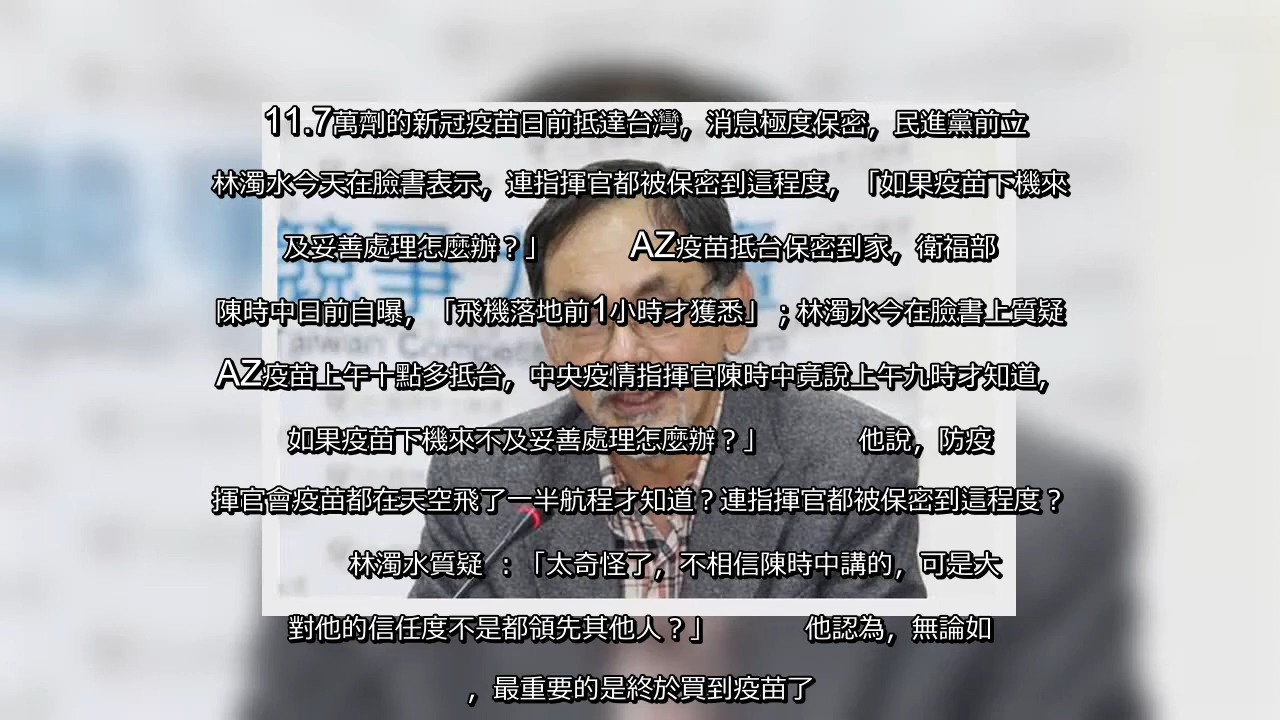 11.7萬劑的新冠疫苗日前抵達台灣，消息極度保密，民進黨前立
林濁水今天在臉書表示，連指揮官都被保密到這程度，「如果疫苗下機來
及妥善處理怎麼辦？」 AZ疫苗抵台保密到家，衛福部
陳時中日前自曝，「飛機落地前1小時才獲悉」；林濁水今在臉書上質疑
AZ疫苗上午十點多抵台，中央疫情指揮官陳時中竟說上午九時才知道，
如果疫苗下機來不及妥善處理怎麼辦？」 他說，防疫
揮官會疫苗都在天空飛了一半航程才知道？連指揮官都被保密到這程度？
林濁水質疑 ：「太奇怪了，不相信陳時中講的，可是大
對他的信任度不是都領先其他人？」 他認為，無論如
，最重要的是終於買到疫苗了
競爭
Taiwan Compet